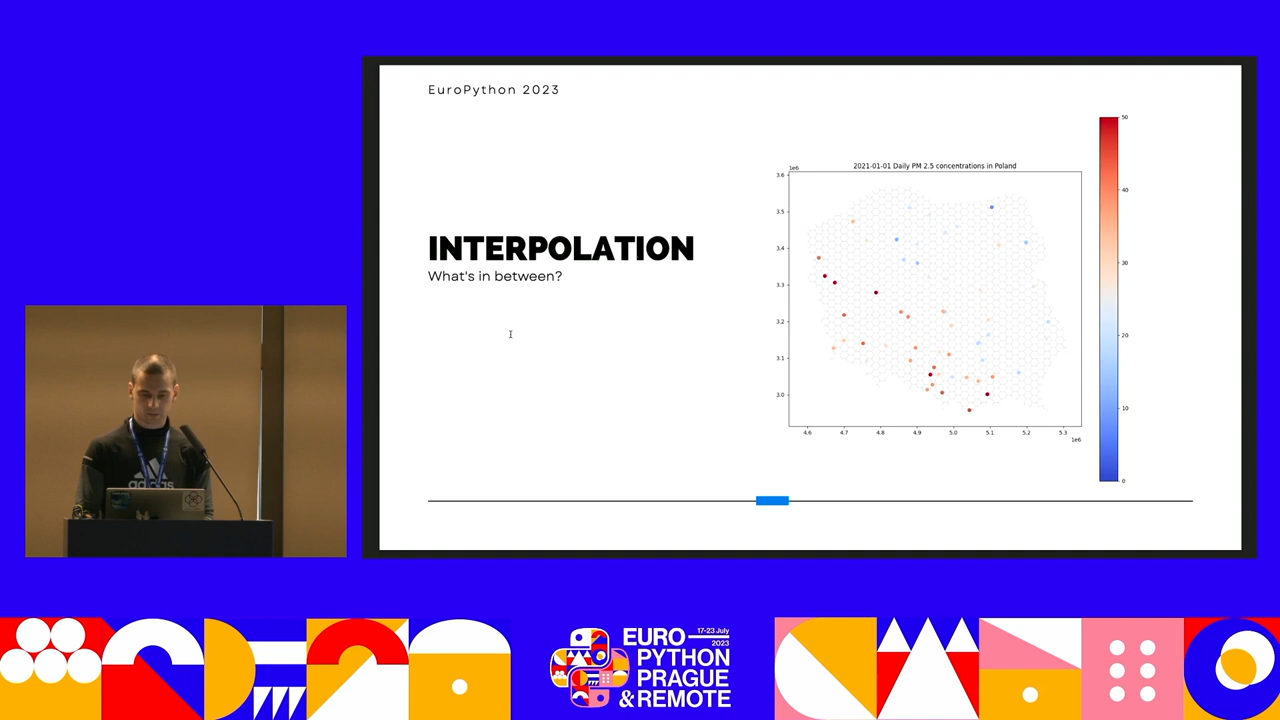 EuroPython 2023
INTERPOLATION
What's in between?
2021-01-01 Daily PM 2.5 concentrations in Poland
1e6
3.6
3.5
3.4
3.3
3.2
3.1
3.0
4.6 4.7 4.8 4.9 5.0 5.1 5.2 5.3
1e6
50
40
30
20
10
0
adidas
EURO
17-23 July
2023
PYTHON
PRAGUE
& REMOTE